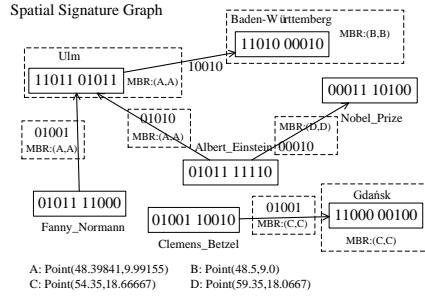 Spatial Signature Graph
Baden-Württemberg
11010 00010
MBR:(B,B)
Ulm
11011 01011
MBR:(A,A)
10010
00011 10100
Nobel_Prize
01001
MBR:(A,A)
01010
MBR:(A,A)
MBR:(D,D)
00010
Albert_Einstein
01011 11110
01011 11000
Fanny_Normann
01001 10010
Clemens_Betzel
01001
MBR:(C,C)
Gdańsk
11000 00100
MBR:(C,C)
A: Point(48.39841,9.99155) B: Point(48.5,9.0)
C: Point(54.35,18.66667) D: Point(59.35,18.0667)